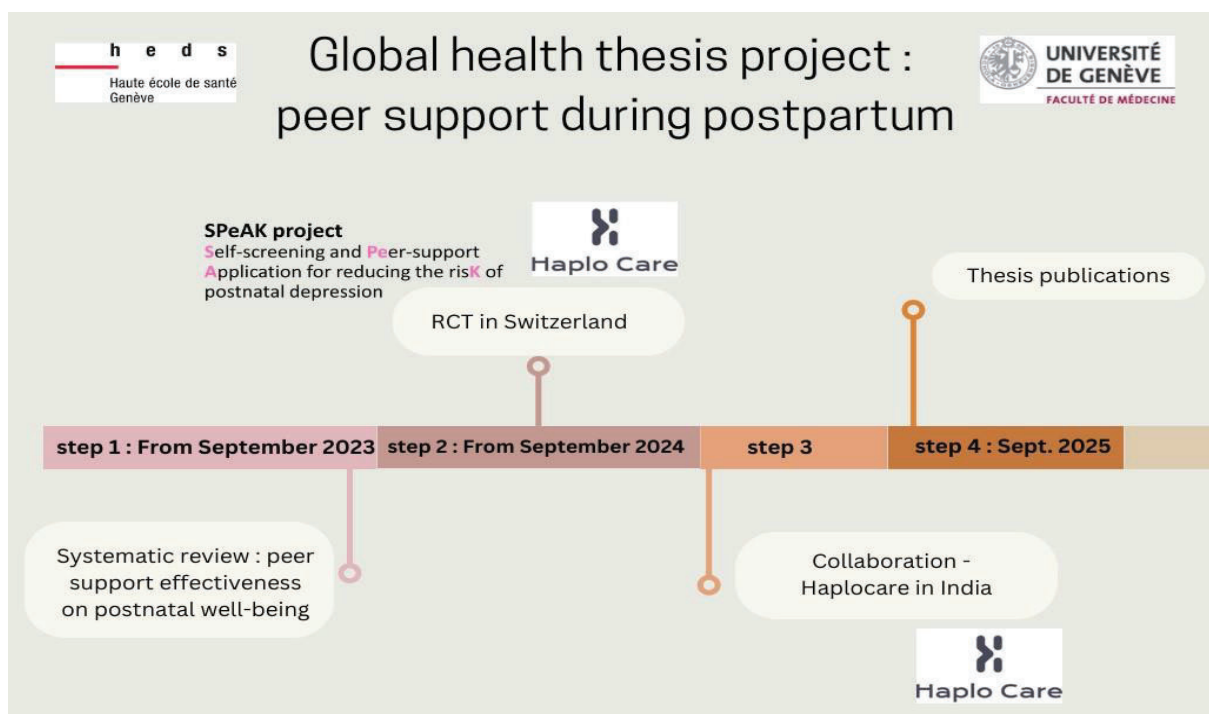 h e d s
Haute école de santé
Genève
Global health thesis project :
peer support during postpartum
UNIVERSITÉ
DE GENÈVE
FACULTÉ DE MÉDECINE
SPeAK project
Self-screening and Peer-support
Application for reducing the risK of
postnatal depression
Haplo Care
RCT in Switzerland
Thesis publications
step 1 : From September 2023
step 2 : From September 2024
step 3
step 4 : Sept. 2025
Systematic review : peer
support effectiveness
on postnatal well-being
Collaboration -
Haplocare in India
Haplo Care